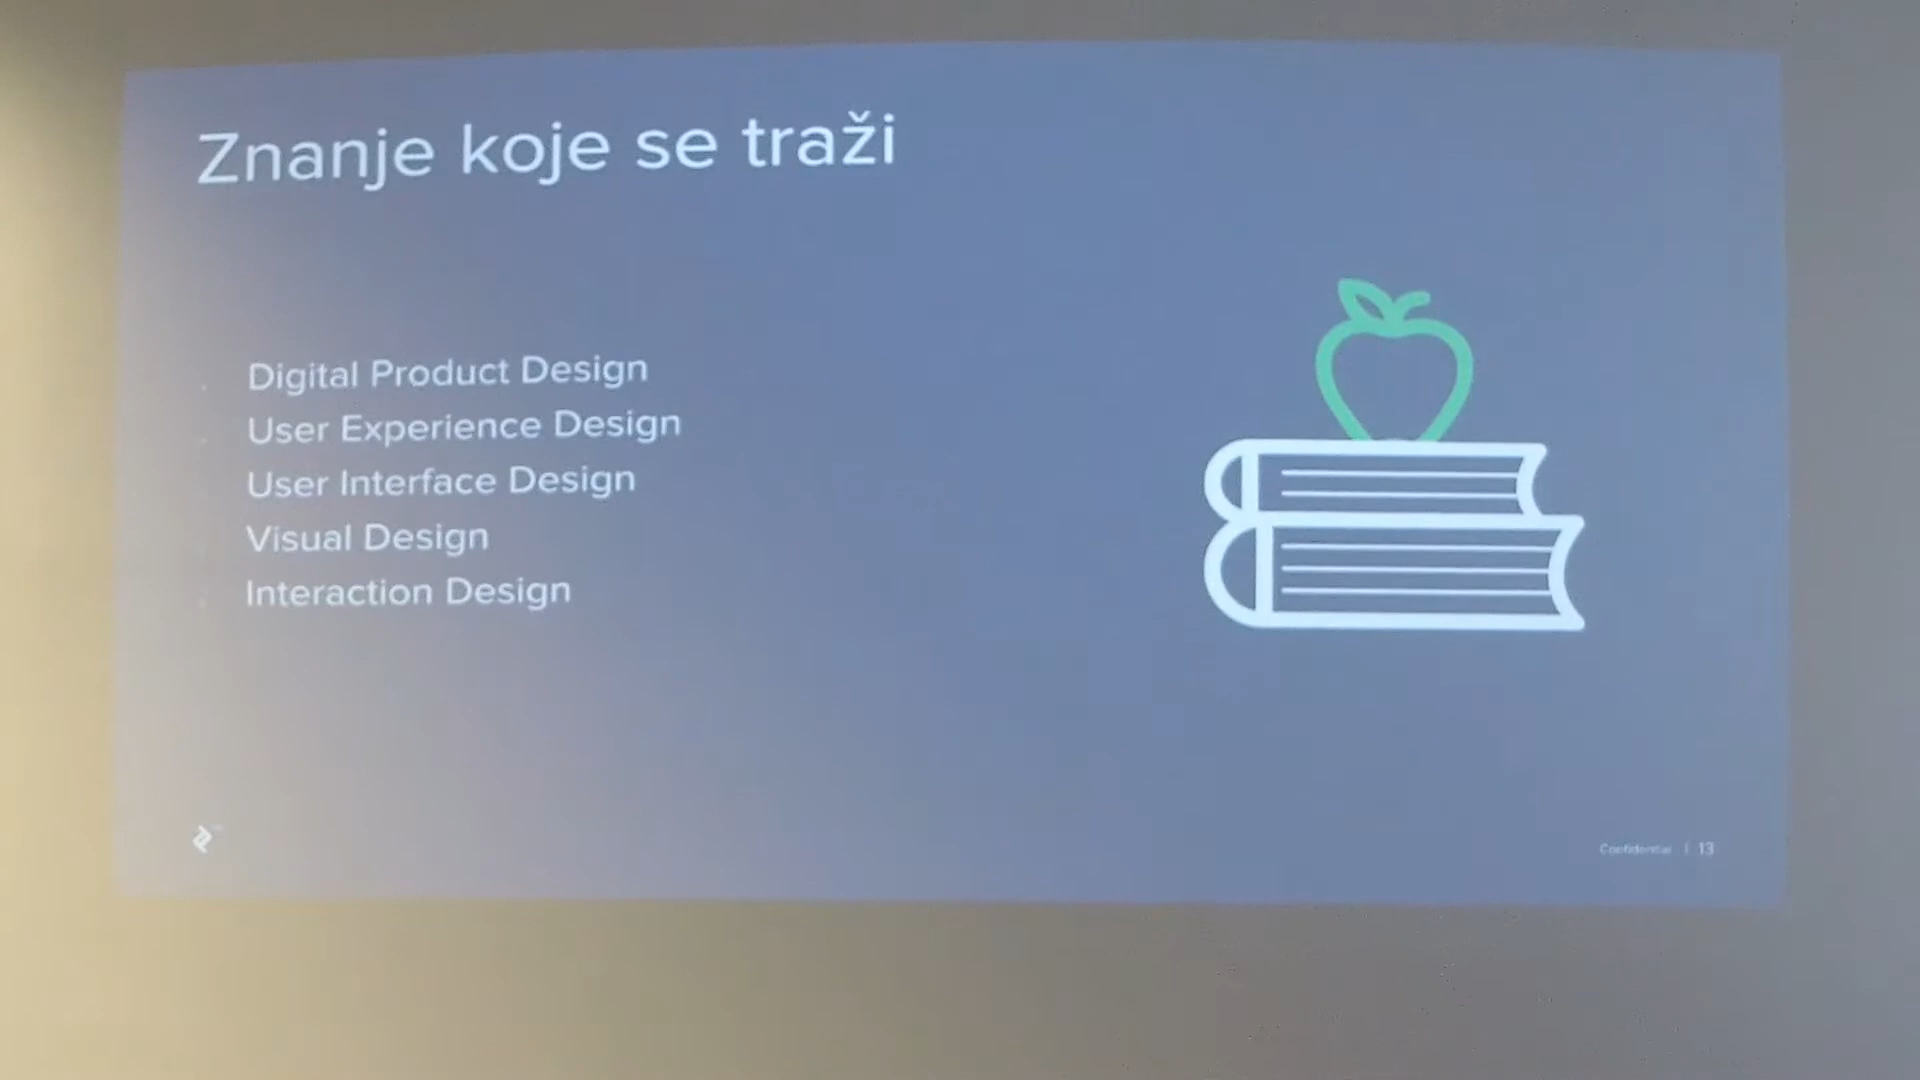 Znanje koje se traži
Digital Product Design
User Experience Design
User Interface Design
Visual Design
Interaction Design
Confidential | 13